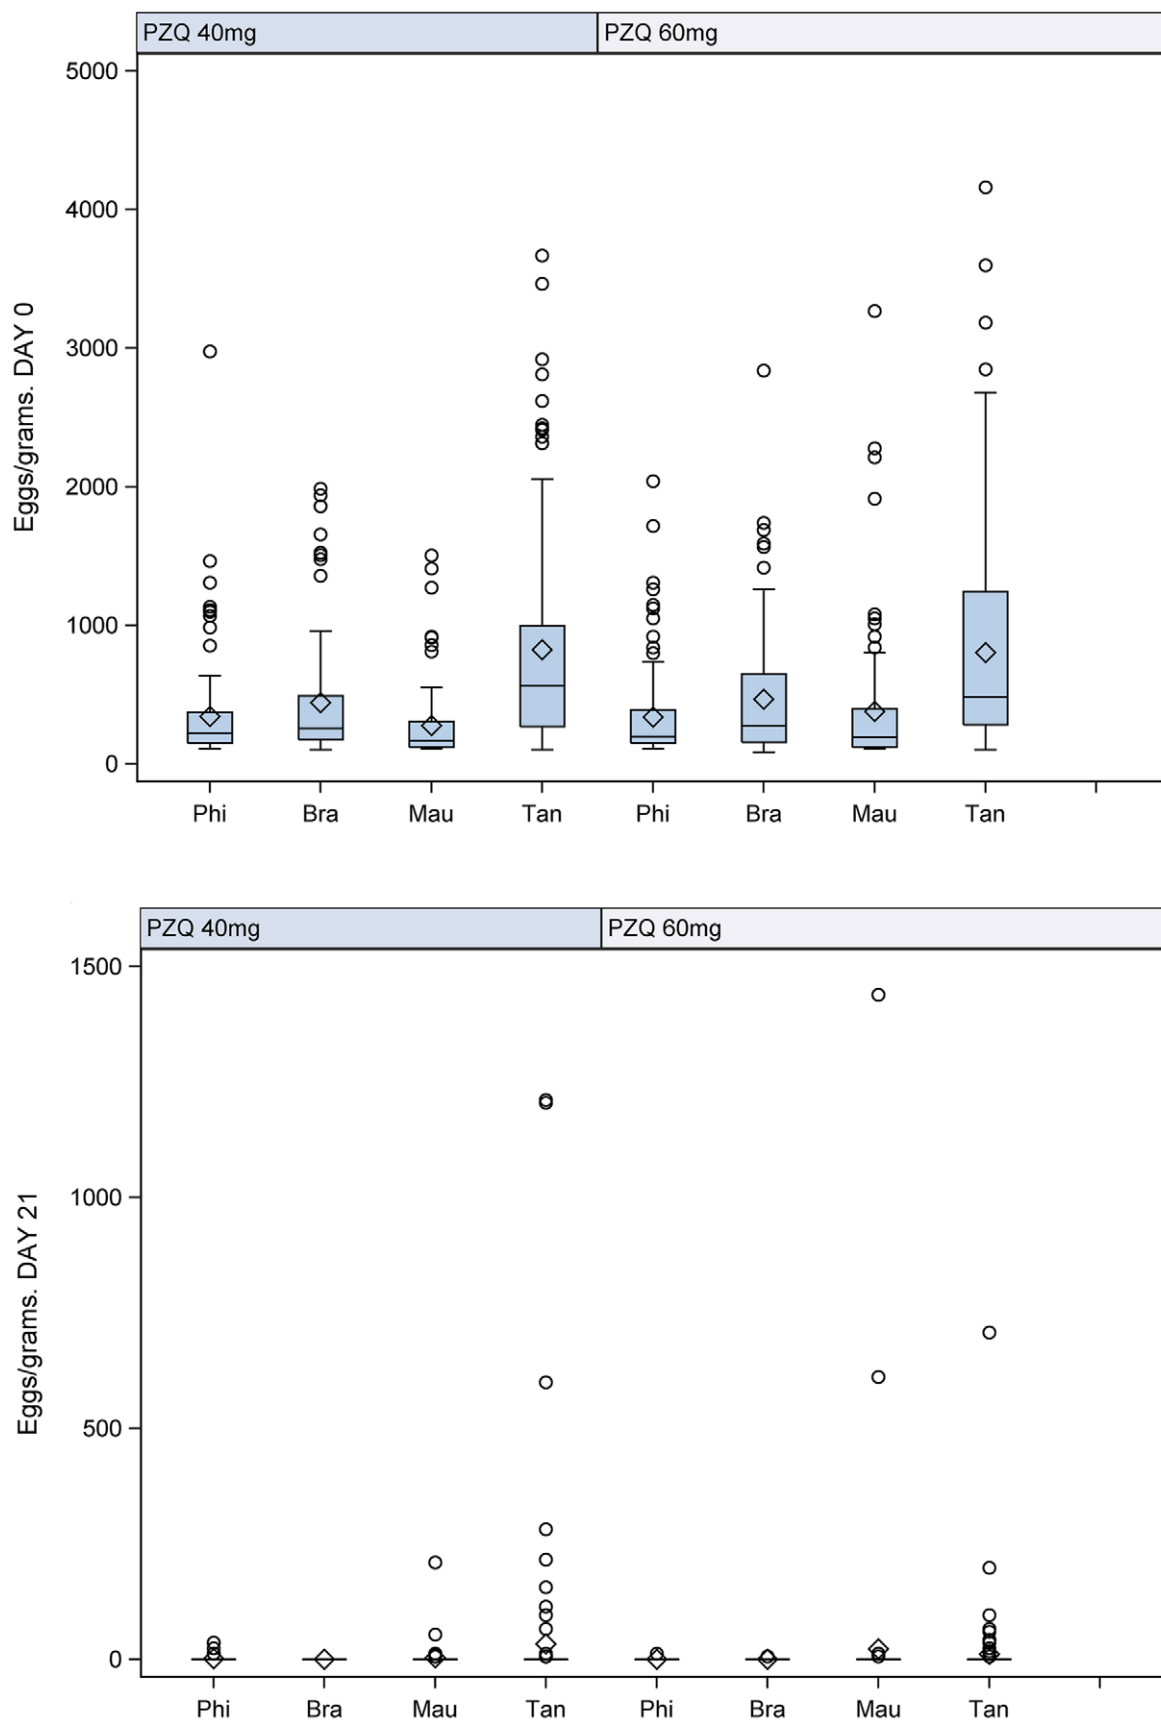 PZQ 40mg PZQ 60mg
5000
4000
3000
2000
1000
0
Eggs/grams. DAY 0
Phi Bra Mau Tan Phi Bra Mau Tan
PZQ 40mg PZQ 60mg
1500
1000
500
0
Eggs/grams. DAY 21
Phi Bra Mau Tan Phi Bra Mau Tan